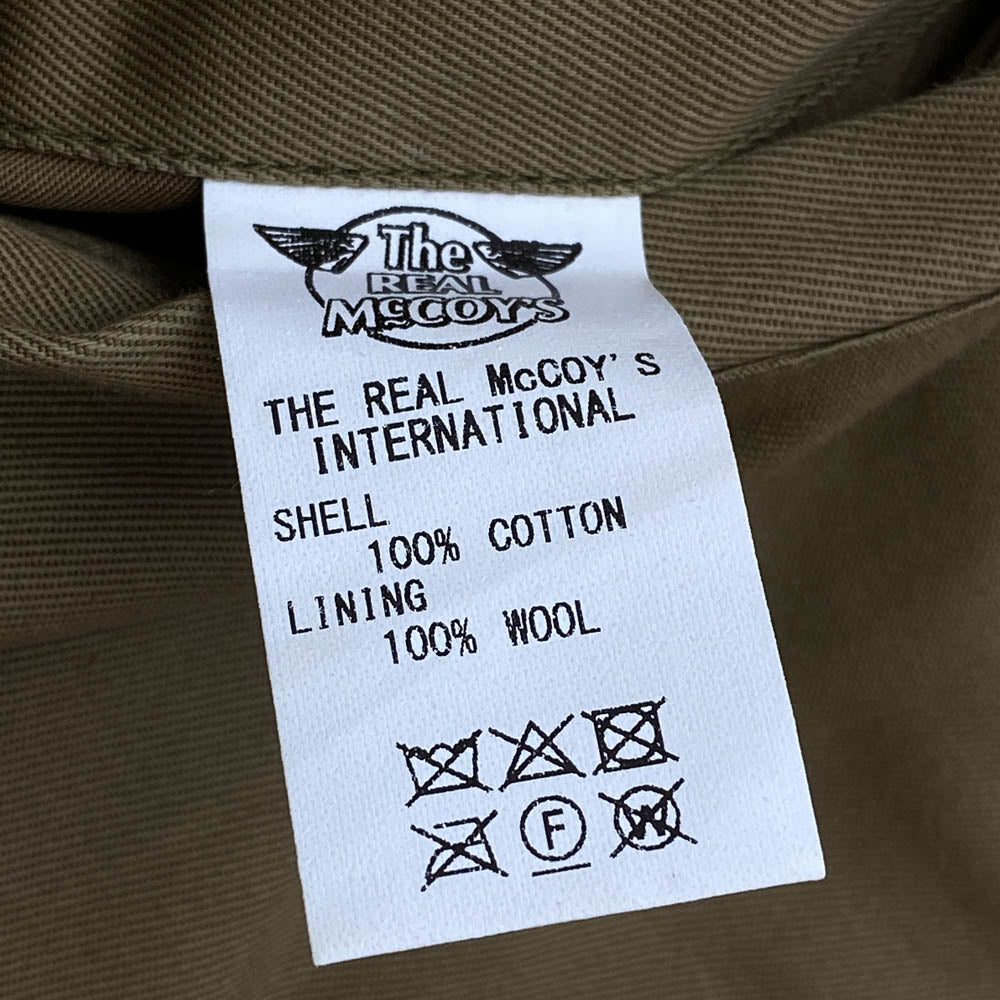 The
REAL
McCOY'S
THE REAL McCOY'S
INTERNATIONAL
SHELL
100% COTTON
LINING
100% WOOL
F
W